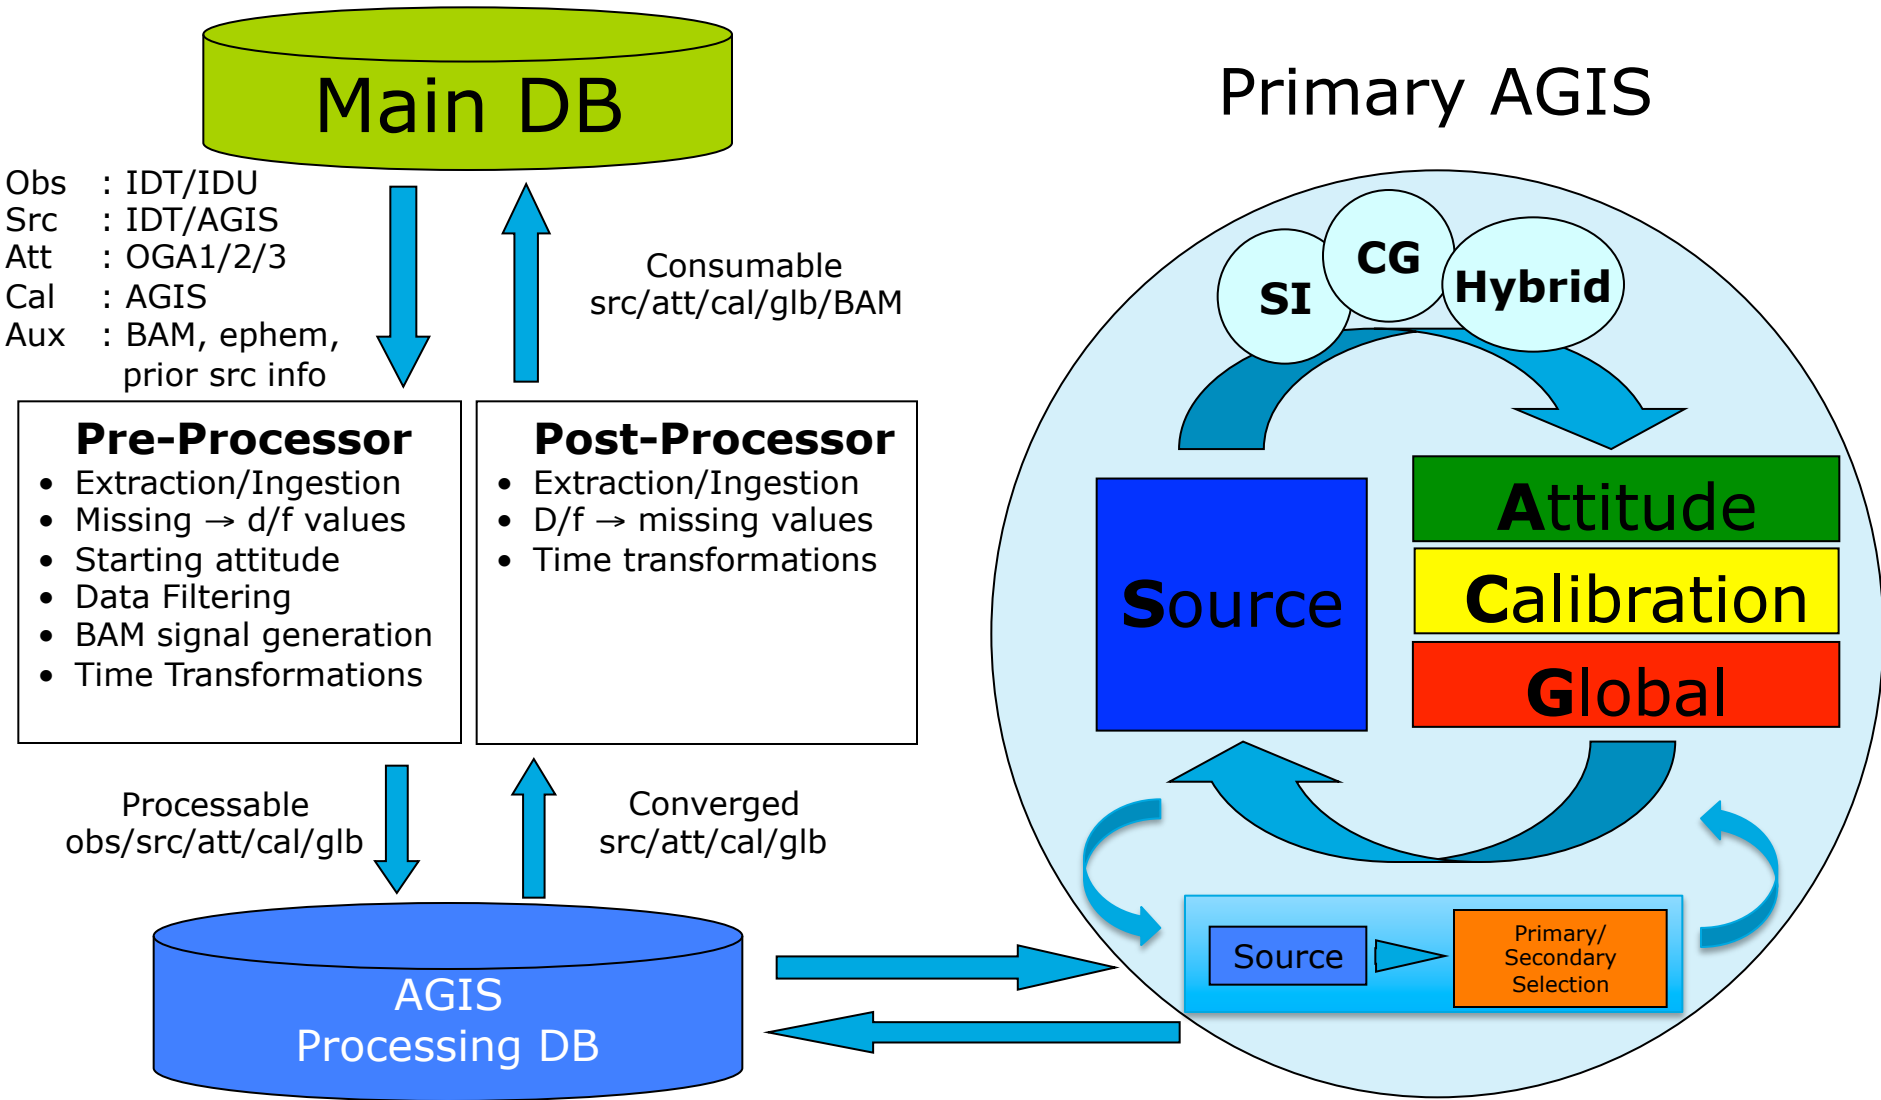 Main DB
Primary AGIS
Obs : IDT/IDU
Src : IDT/AGIS
Att : OGA1/2/3
Cal : AGIS
Aux : BAM, ephem,
prior src info
Consumable
src/att/cal/glb/BAM
Pre-Processor
• Extraction/Ingestion
• Missing → d/f values
• Starting attitude
• Data Filtering
• BAM signal generation
• Time Transformations
Post-Processor
• Extraction/Ingestion
• D/f → missing values
• Time transformations
Processable
obs/src/att/cal/glb
Converged
src/att/cal/glb
AGIS
Processing DB
SI
CG
Hybrid
Source
Attitude
Calibration
Global
Source
Primary/
Secondary
Selection